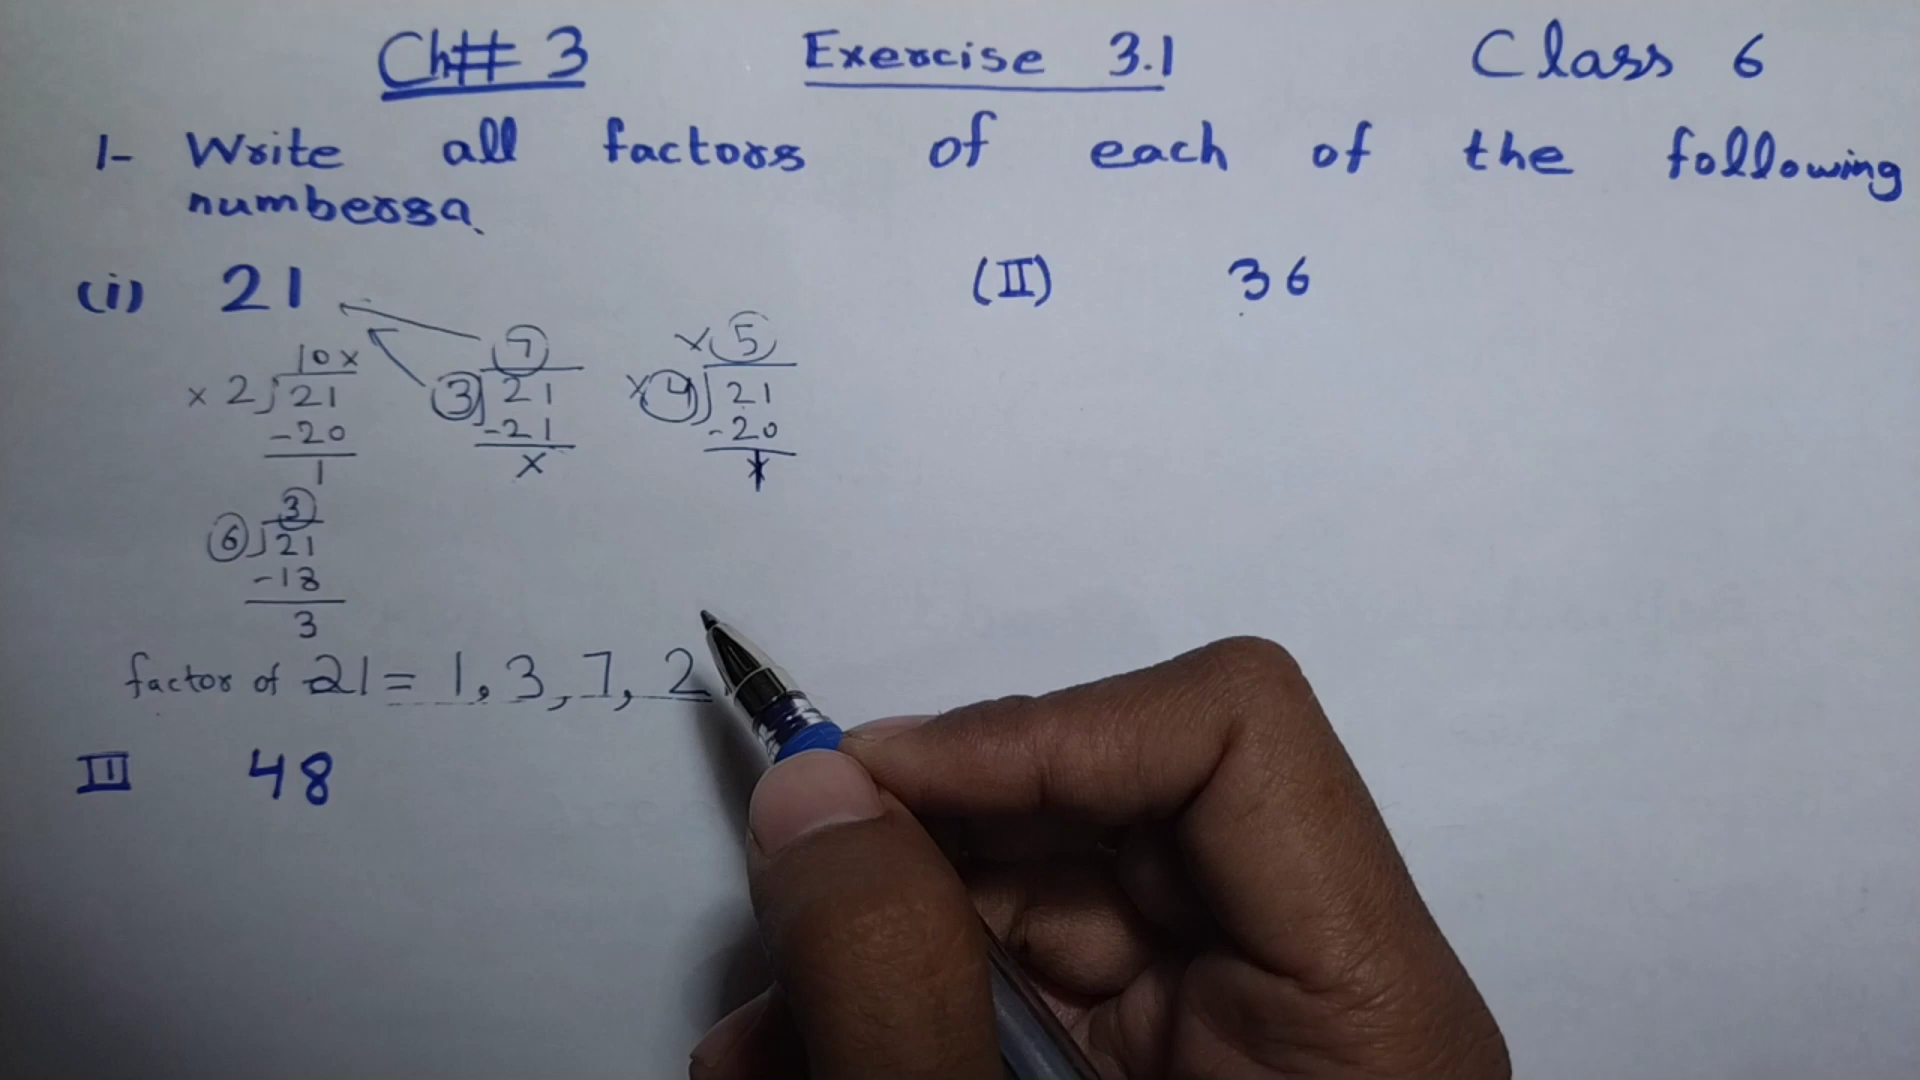 Ch# 3 Exercise 3.1 Class 6
1- Write all factors of each of the following
numbers
(i) 21 (II) 36
10x 7 x 5
x 2 21 3 21 x 4 21
-20 -21 -20
1 x
3
6 21
-18
3
factor of 21 = 1, 3, 7, 2
III 48